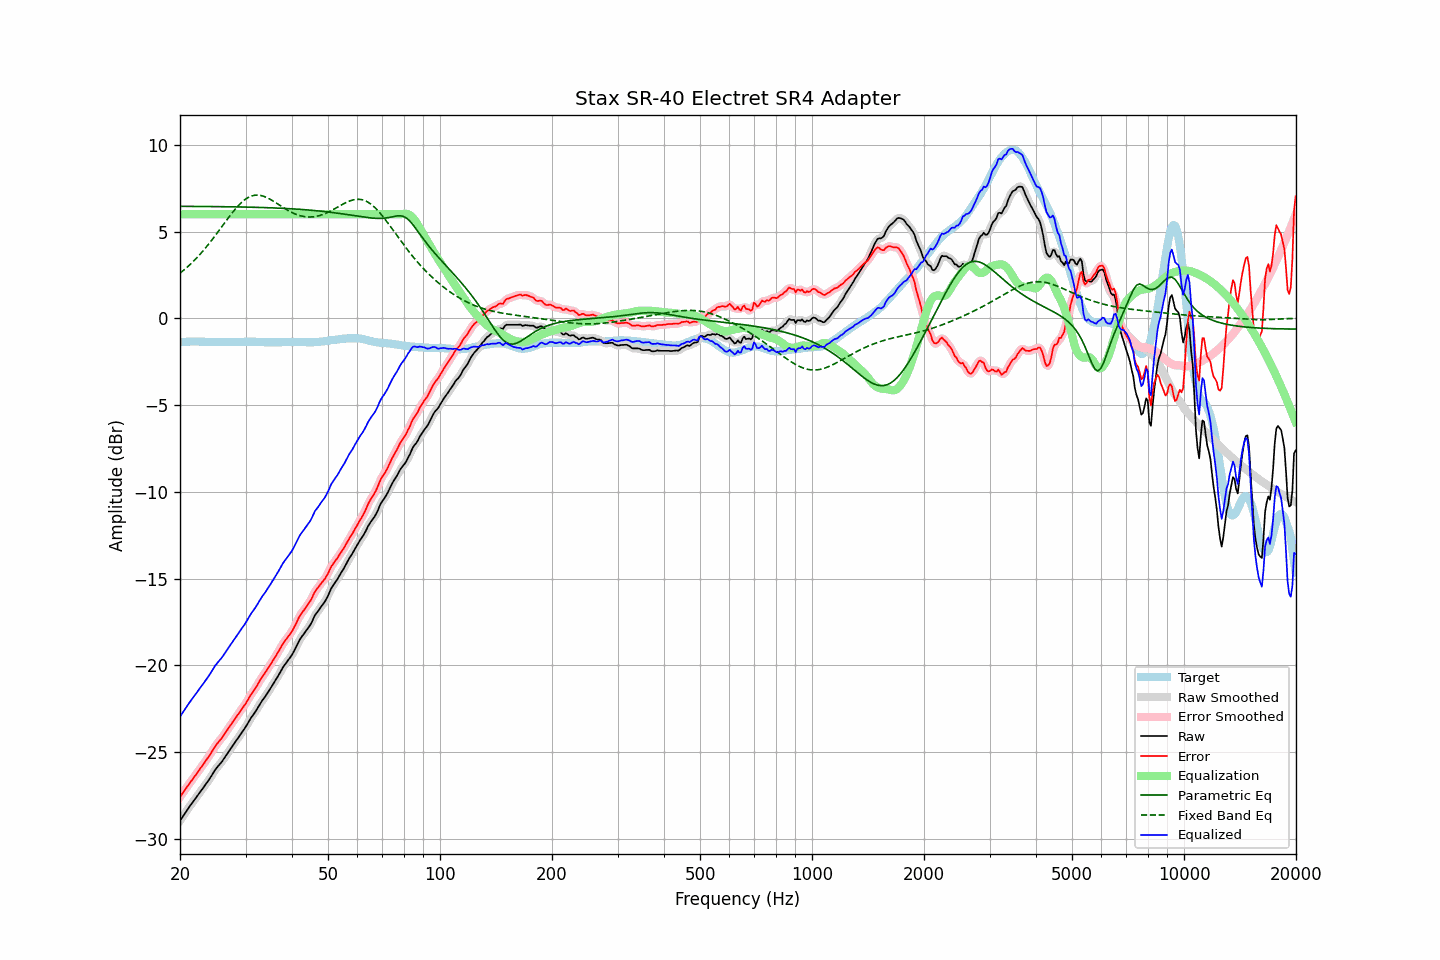 Stax SR-40 Electret SR4 Adapter
Amplitude (dBr)
10
5
0
−5
−10
−15
−20
−25
−30
20
50
100
200
500
1000
2000
5000
10000
20000
Frequency (Hz)
Target
Raw Smoothed
Error Smoothed
Raw
Error
Equalization
Parametric Eq
Fixed Band Eq
Equalized